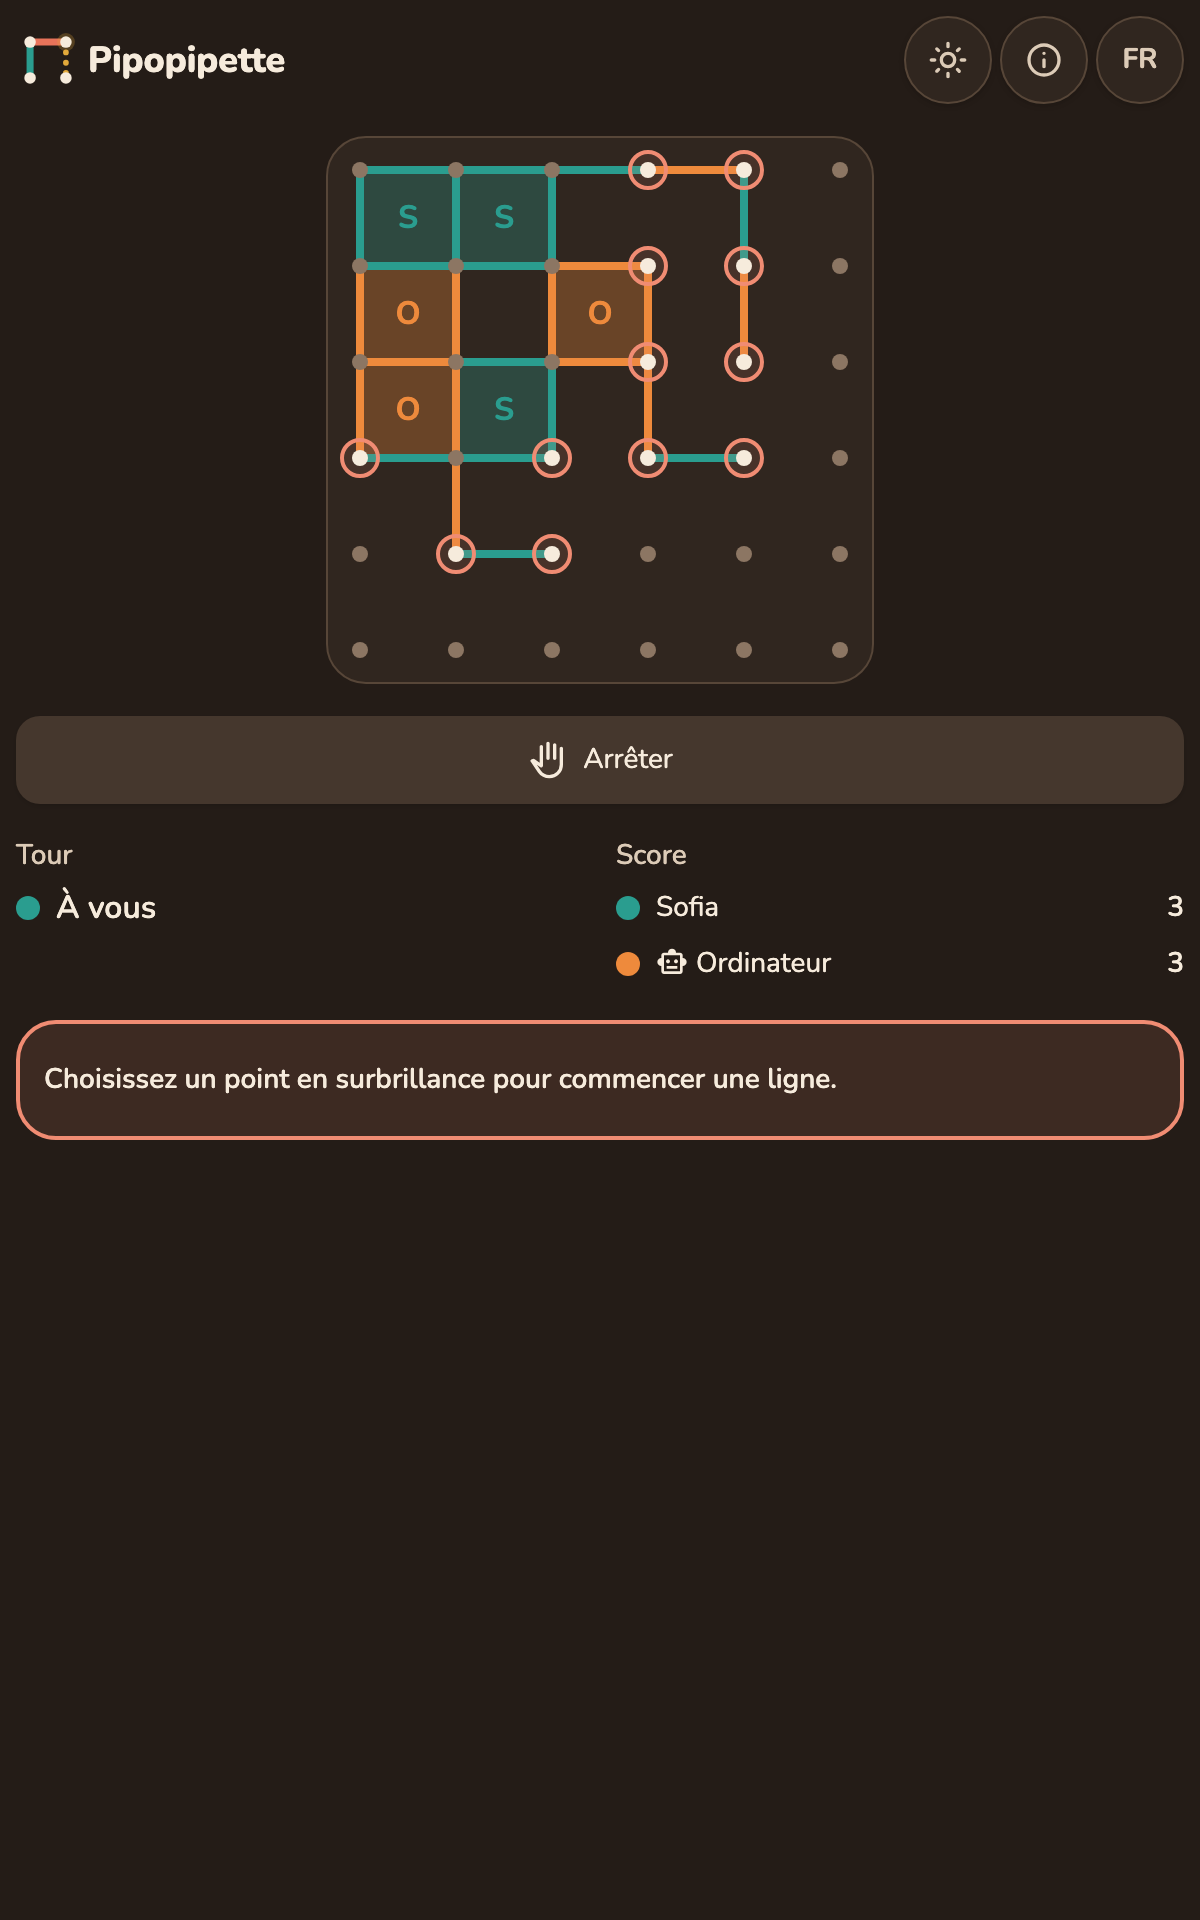 Pipopipette
FR
S S
O O
O S
Arrêter
Tour
À vous
Score
Sofia 3
Ordinateur 3
Choisissez un point en surbrillance pour commencer une ligne.